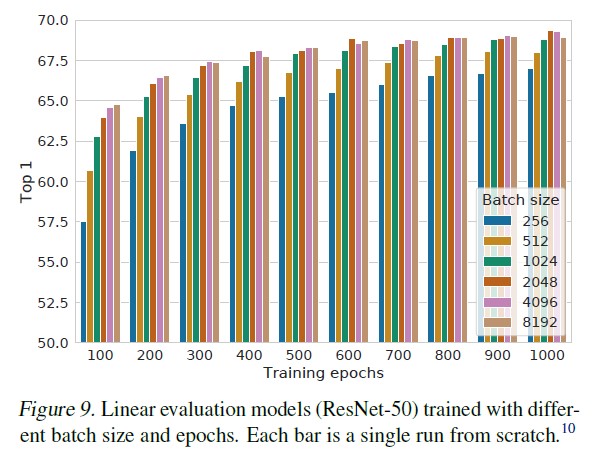 70.0
67.5
65.0
62.5
60.0
57.5
55.0
52.5
50.0
Top 1
Batch size
256
512
1024
2048
4096
8192
100 200 300 400 500 600 700 800 900 1000
Training epochs
Figure 9. Linear evaluation models (ResNet-50) trained with differ-
ent batch size and epochs. Each bar is a single run from scratch.10